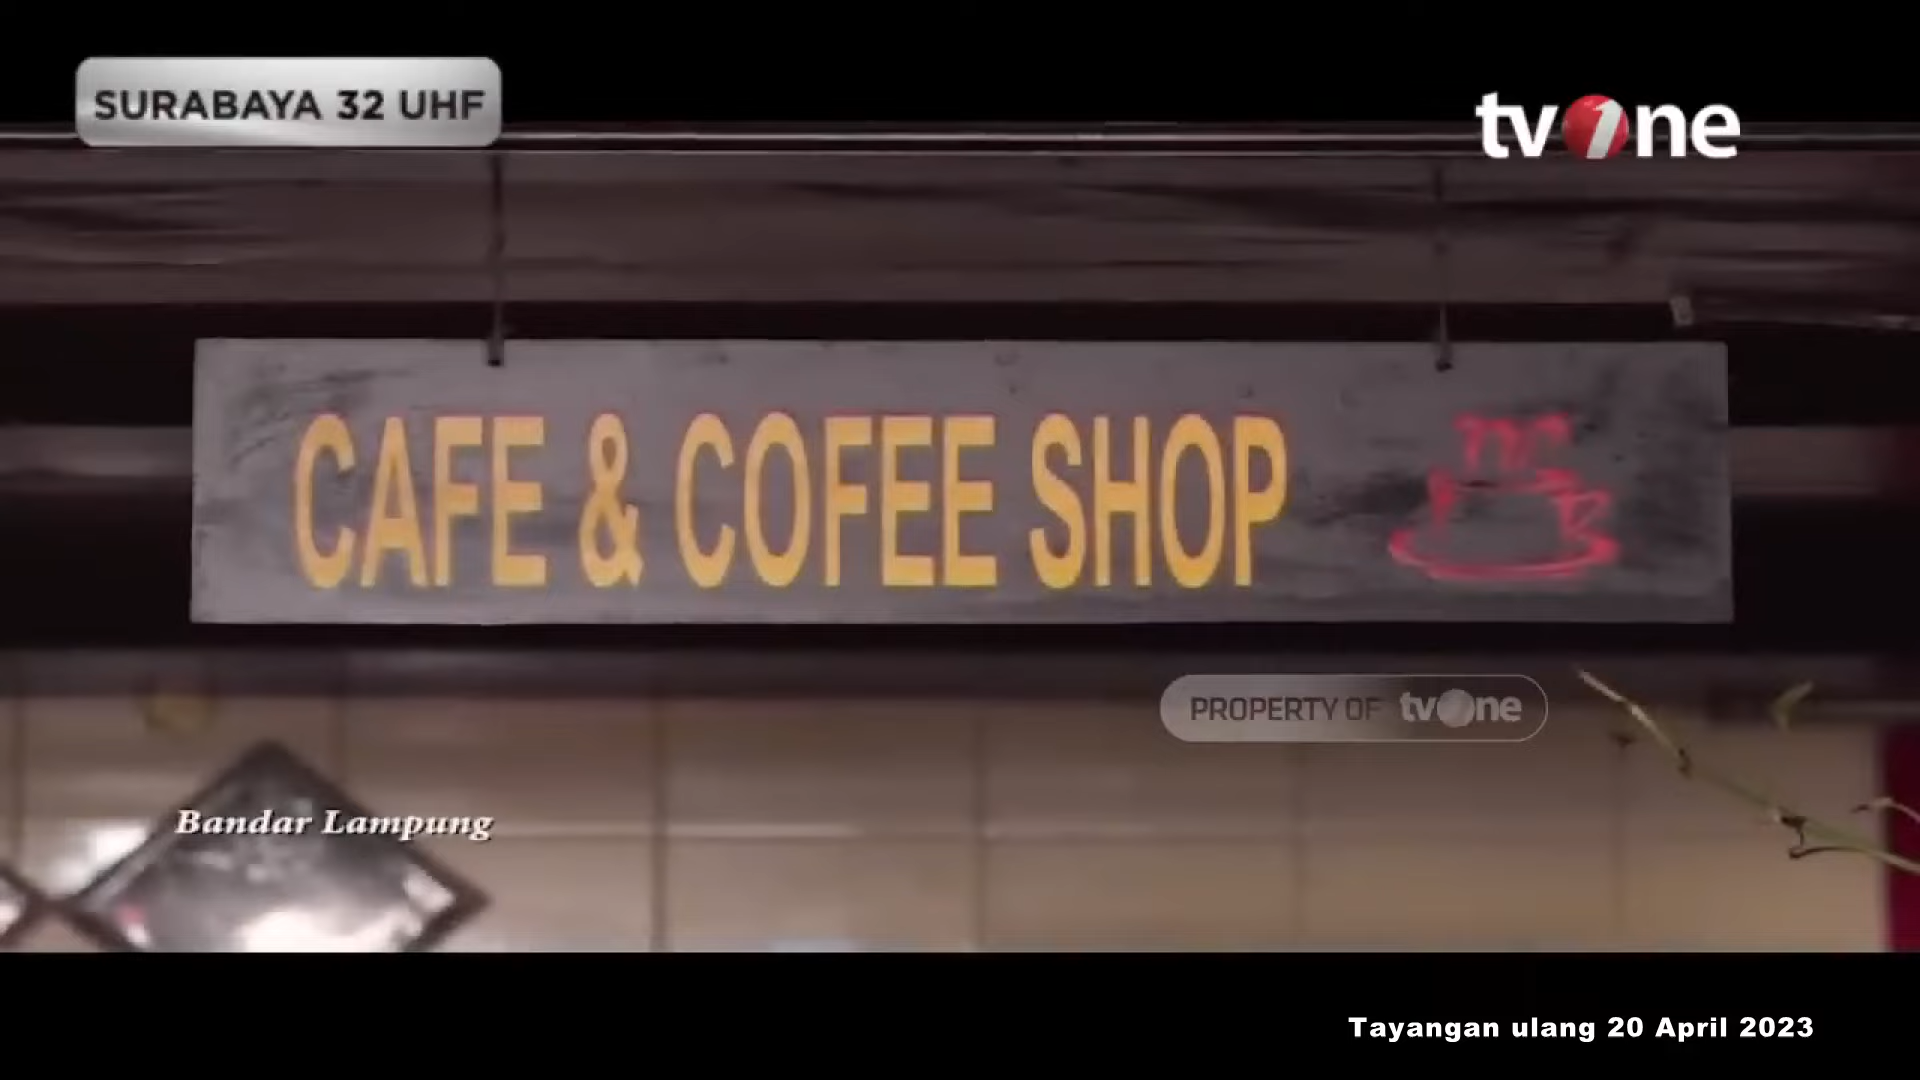 SURABAYA 32 UHF
tvOne
CAFE & COFEE SHOP
PROPERTY OF tvOne
Bandar Lampung
Tayangan ulang 20 April 2023